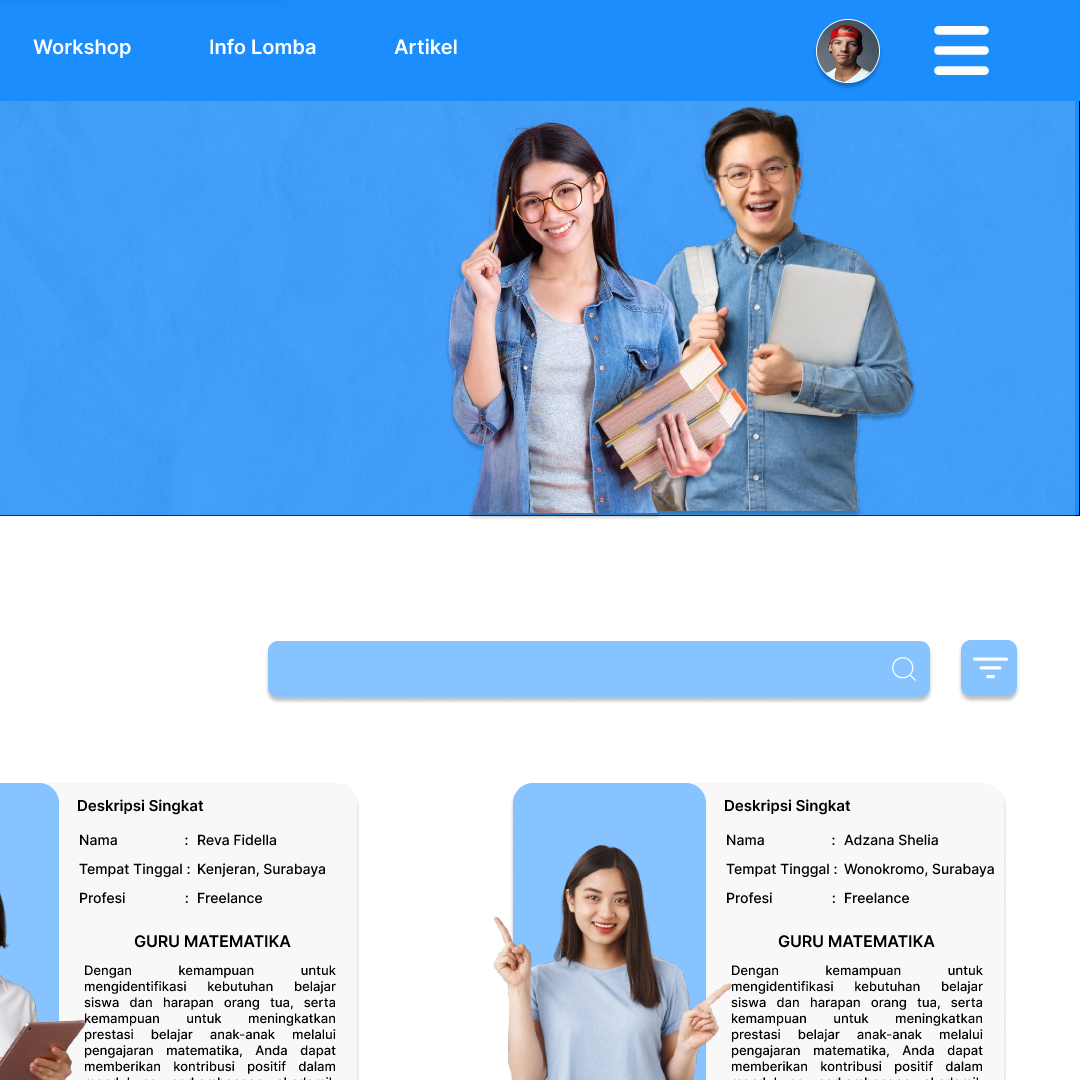 Workshop Info Lomba Artikel
Deskripsi Singkat
Nama : Reva Fidella
Tempat Tinggal : Kenjeran, Surabaya
Profesi : Freelance
GURU MATEMATIKA
Dengan kemampuan untuk
mengidentifikasi kebutuhan belajar
siswa dan harapan orang tua, serta
kemampuan untuk meningkatkan
prestasi belajar anak-anak melalui
pengajaran matematika, Anda dapat
memberikan kontribusi positif dalam
Deskripsi Singkat
Nama : Adzana Shelia
Tempat Tinggal : Wonokromo, Surabaya
Profesi : Freelance
GURU MATEMATIKA
Dengan kemampuan untuk
mengidentifikasi kebutuhan belajar
siswa dan harapan orang tua, serta
kemampuan untuk meningkatkan
prestasi belajar anak-anak melalui
pengajaran matematika, Anda dapat
memberikan kontribusi positif dalam